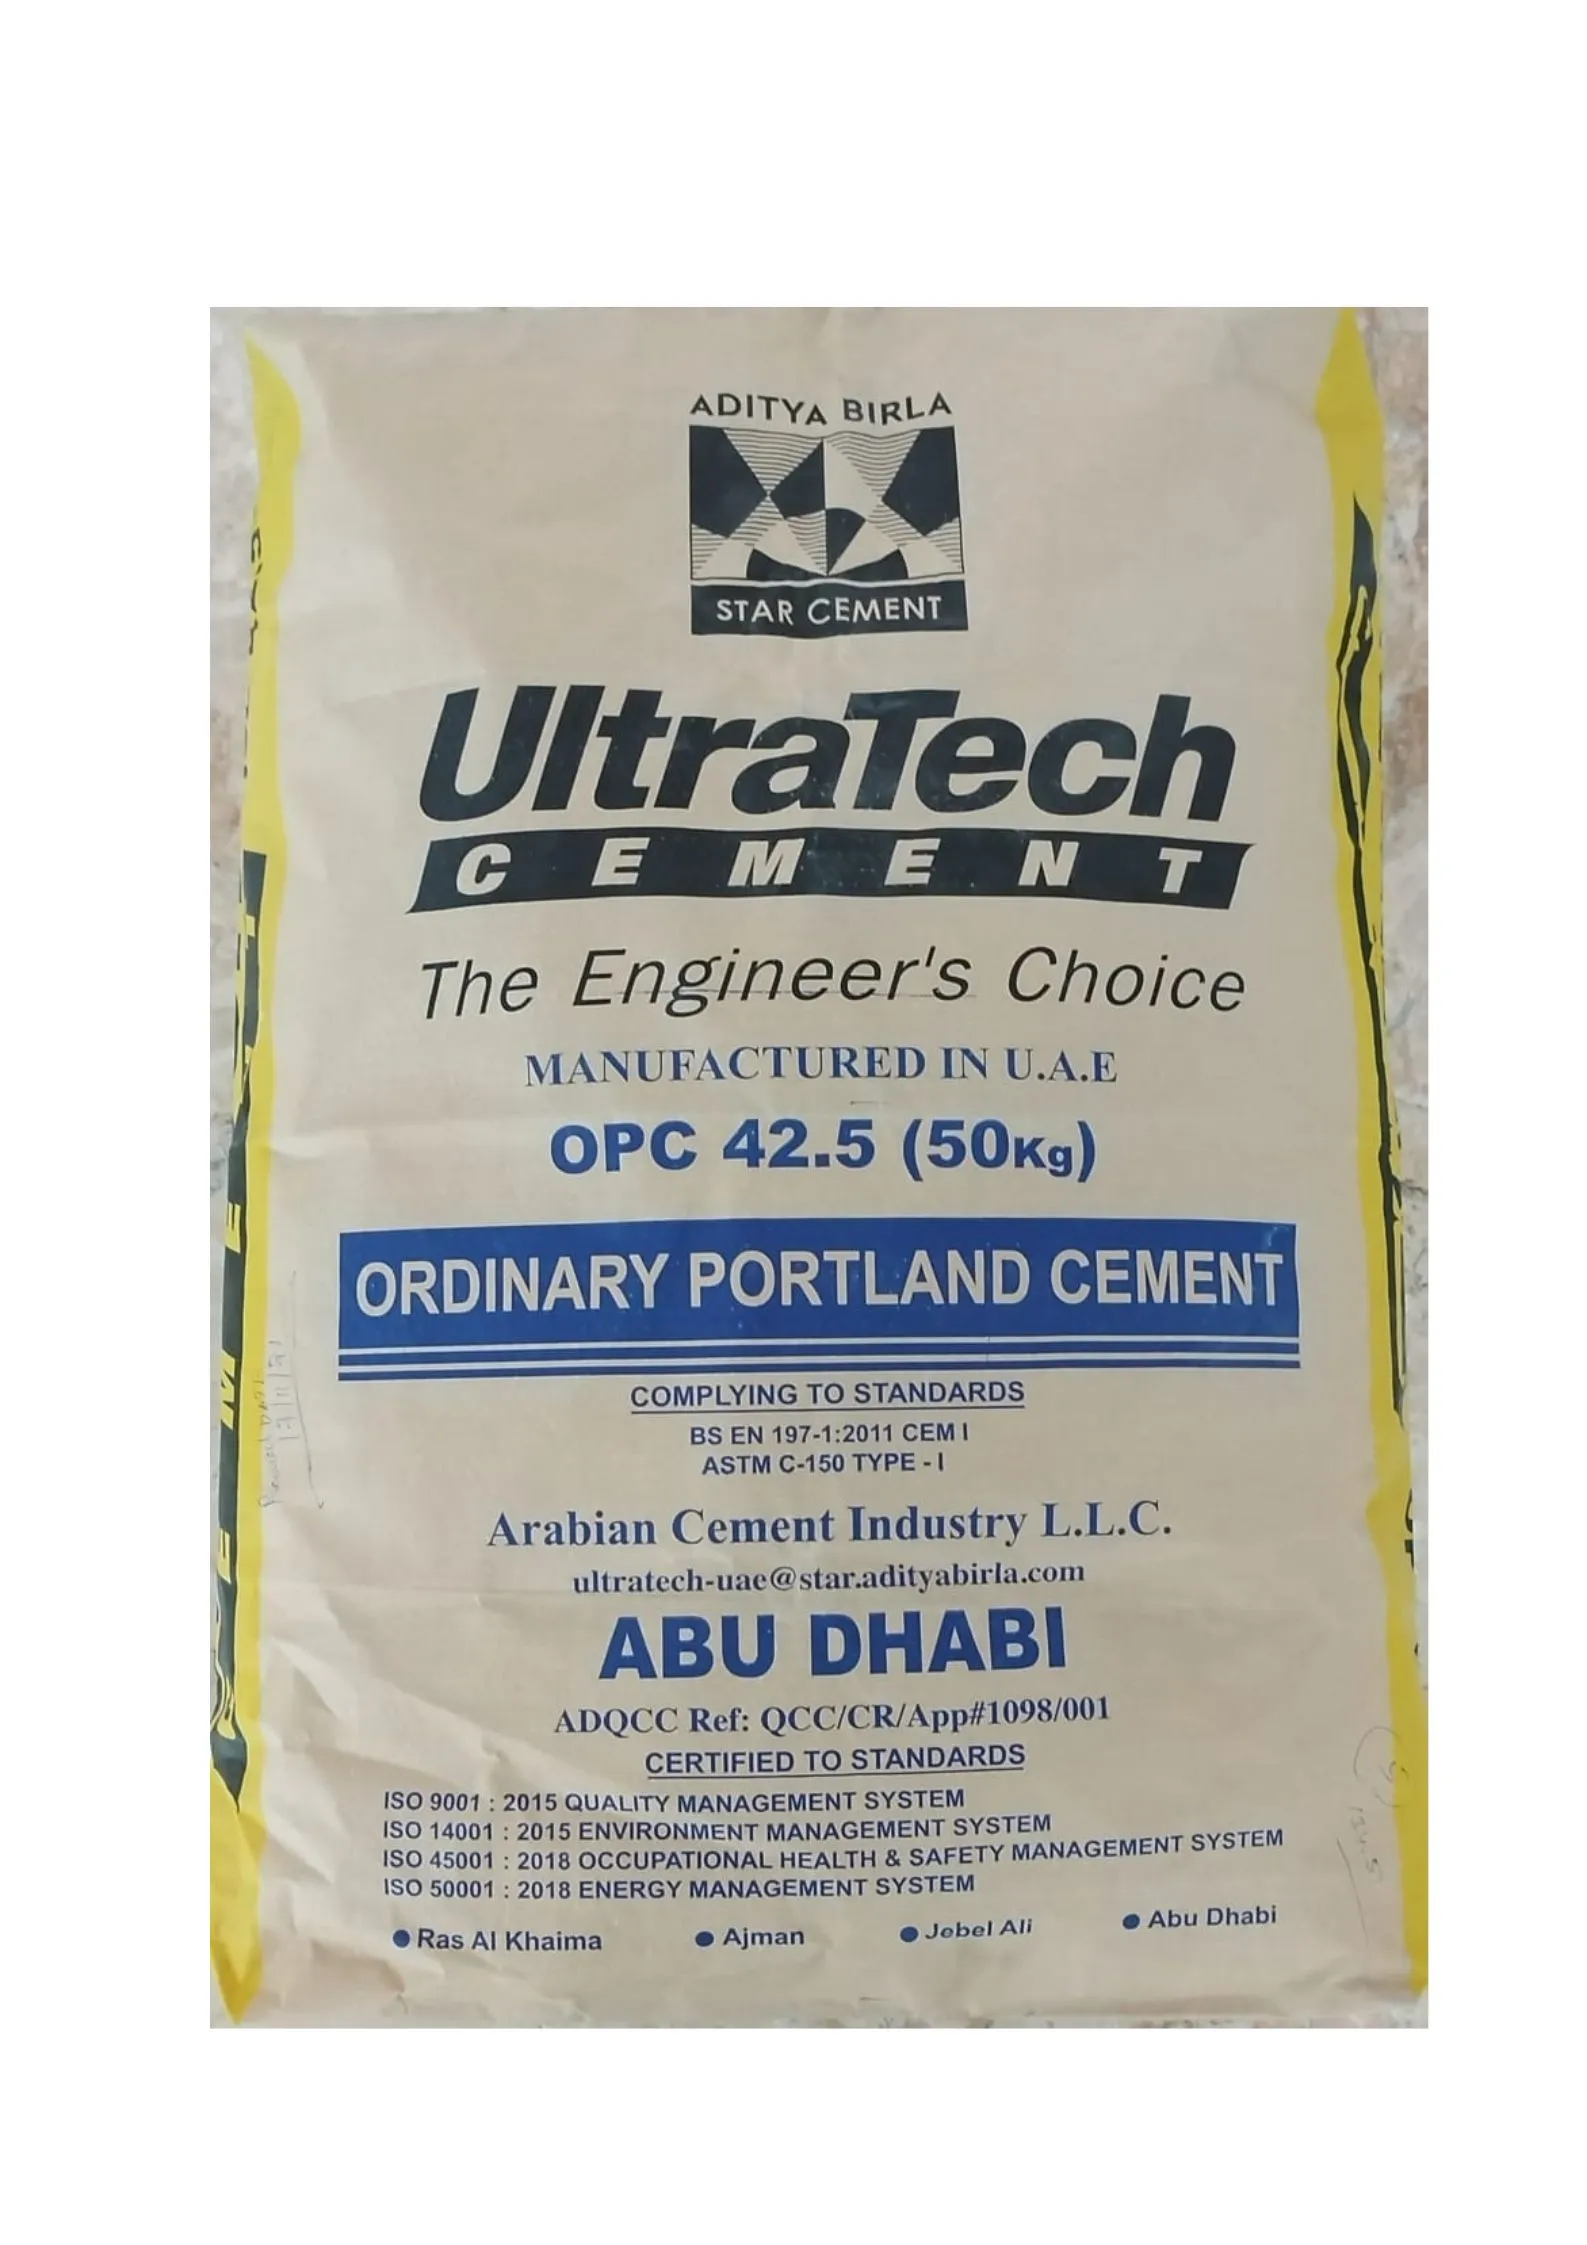 ADITYA BIRLA
STAR CEMENT
UltraTech
CEMENT
The Engineer's Choice
MANUFACTURED IN U.A.E
OPC 42.5 (50Kg)
ORDINARY PORTLAND CEMENT
COMPLYING TO STANDARDS
BS EN 197-1:2011 CEM I
ASTM C-150 TYPE - I
Arabian Cement Industry L.L.C.
ultratech-uae@star.adityabirla.com
ABU DHABI
ADQCC Ref: QCC/CR/App#1098/001
CERTIFIED TO STANDARDS
ISO 9001 : 2015 QUALITY MANAGEMENT SYSTEM
ISO 14001 : 2015 ENVIRONMENT MANAGEMENT SYSTEM
ISO 45001 : 2018 OCCUPATIONAL HEALTH & SAFETY MANAGEMENT SYSTEM
ISO 50001 : 2018 ENERGY MANAGEMENT SYSTEM
● Ras Al Khaima ● Ajman ● Jebel Ali ● Abu Dhabi